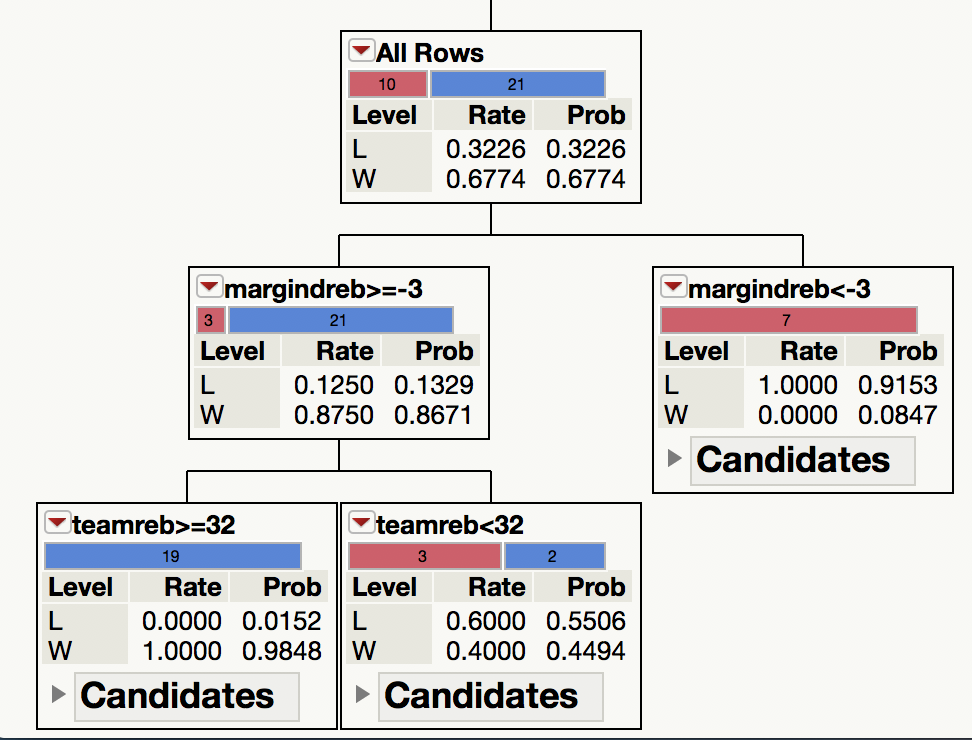 All Rows
10 21
Level Rate Prob
L 0.3226 0.3226
W 0.6774 0.6774
margindreb>=-3
3 21
Level Rate Prob
L 0.1250 0.1329
W 0.8750 0.8671
margindreb<-3
7
Level Rate Prob
L 1.0000 0.9153
W 0.0000 0.0847
Candidates
teamreb>=32
19
Level Rate Prob
L 0.0000 0.0152
W 1.0000 0.9848
Candidates
teamreb<32
3 2
Level Rate Prob
L 0.6000 0.5506
W 0.4000 0.4494
Candidates